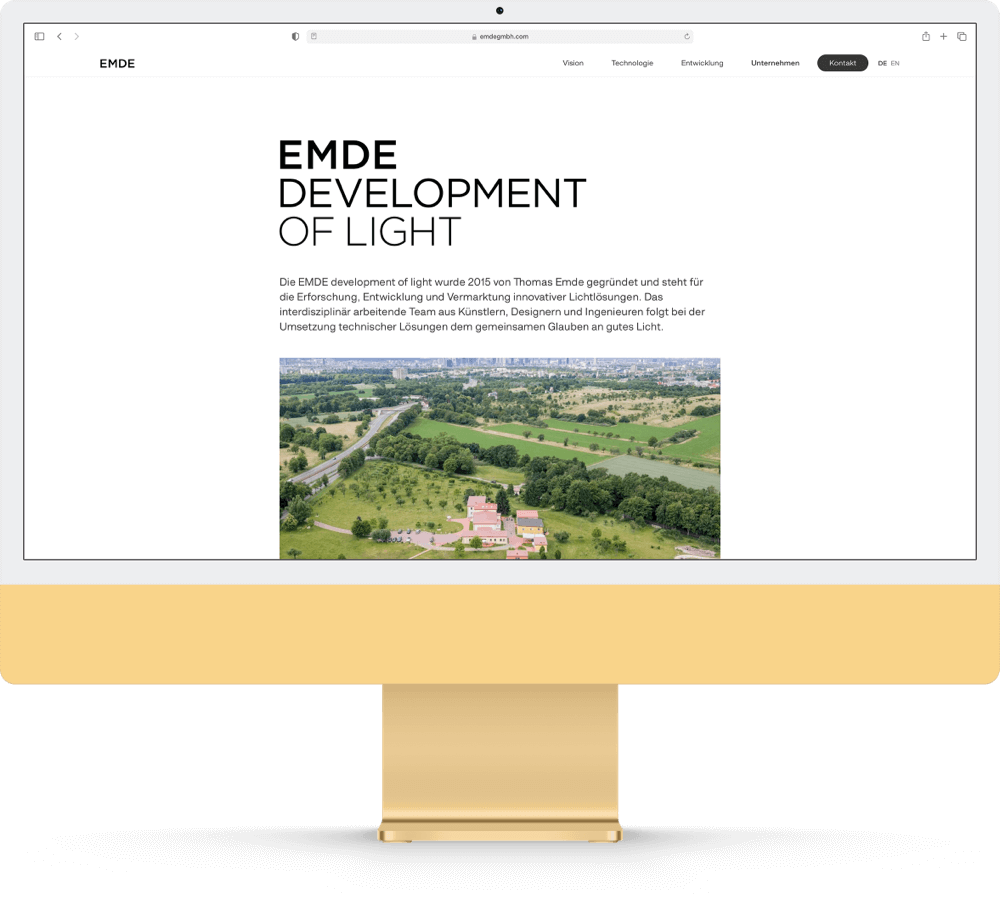 emdegmbh.com
EMDE
Vision
Technologie
Entwicklung
Unternehmen
Kontakt
DE EN
EMDE
DEVELOPMENT
OF LIGHT
Die EMDE development of light wurde 2015 von Thomas Emde gegründet und steht für
die Erforschung, Entwicklung und Vermarktung innovativer Lichtlösungen. Das
interdisziplinär arbeitende Team aus Künstlern, Designern und Ingenieuren folgt bei der
Umsetzung technischer Lösungen dem gemeinsamen Glauben an gutes Licht.